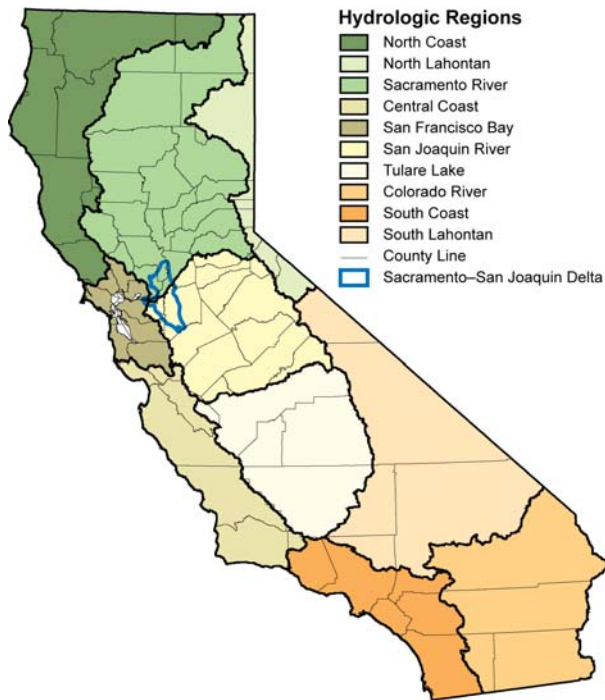 Hydrologic Regions
North Coast
North Lahontan
Sacramento River
Central Coast
San Francisco Bay
San Joaquin River
Tulare Lake
Colorado River
South Coast
South Lahontan
County Line
Sacramento–San Joaquin Delta